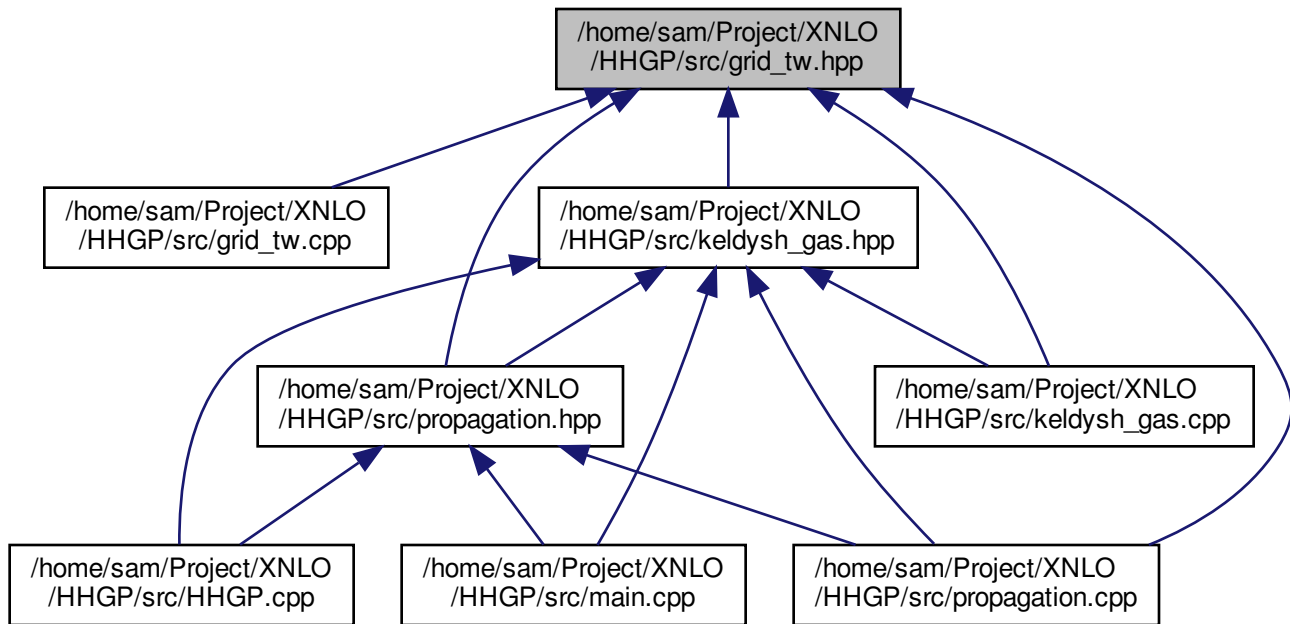 /home/sam/Project/XNLO
/HHGP/src/grid_tw.hpp
/home/sam/Project/XNLO
/HHGP/src/grid_tw.cpp
/home/sam/Project/XNLO
/HHGP/src/keldysh_gas.hpp
/home/sam/Project/XNLO
/HHGP/src/propagation.hpp
/home/sam/Project/XNLO
/HHGP/src/keldysh_gas.cpp
/home/sam/Project/XNLO
/HHGP/src/HHGP.cpp
/home/sam/Project/XNLO
/HHGP/src/main.cpp
/home/sam/Project/XNLO
/HHGP/src/propagation.cpp